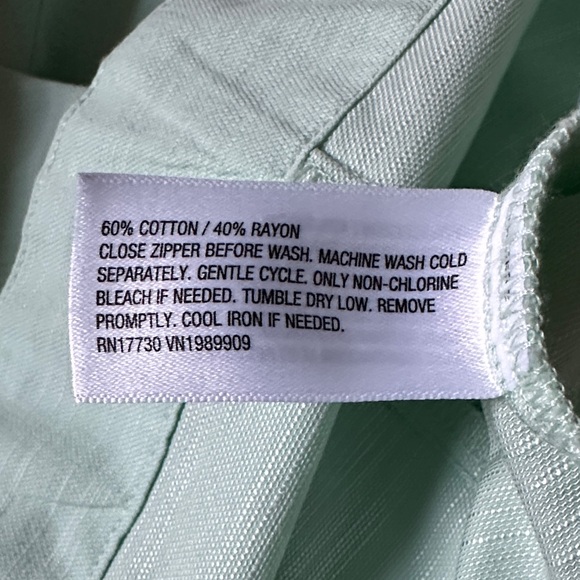 60% COTTON / 40% RAYON
CLOSE ZIPPER BEFORE WASH. MACHINE WASH COLD
SEPARATELY. GENTLE CYCLE. ONLY NON-CHLORINE
BLEACH IF NEEDED. TUMBLE DRY LOW. REMOVE
PROMPTLY. COOL IRON IF NEEDED.
RN17730 VN1989909